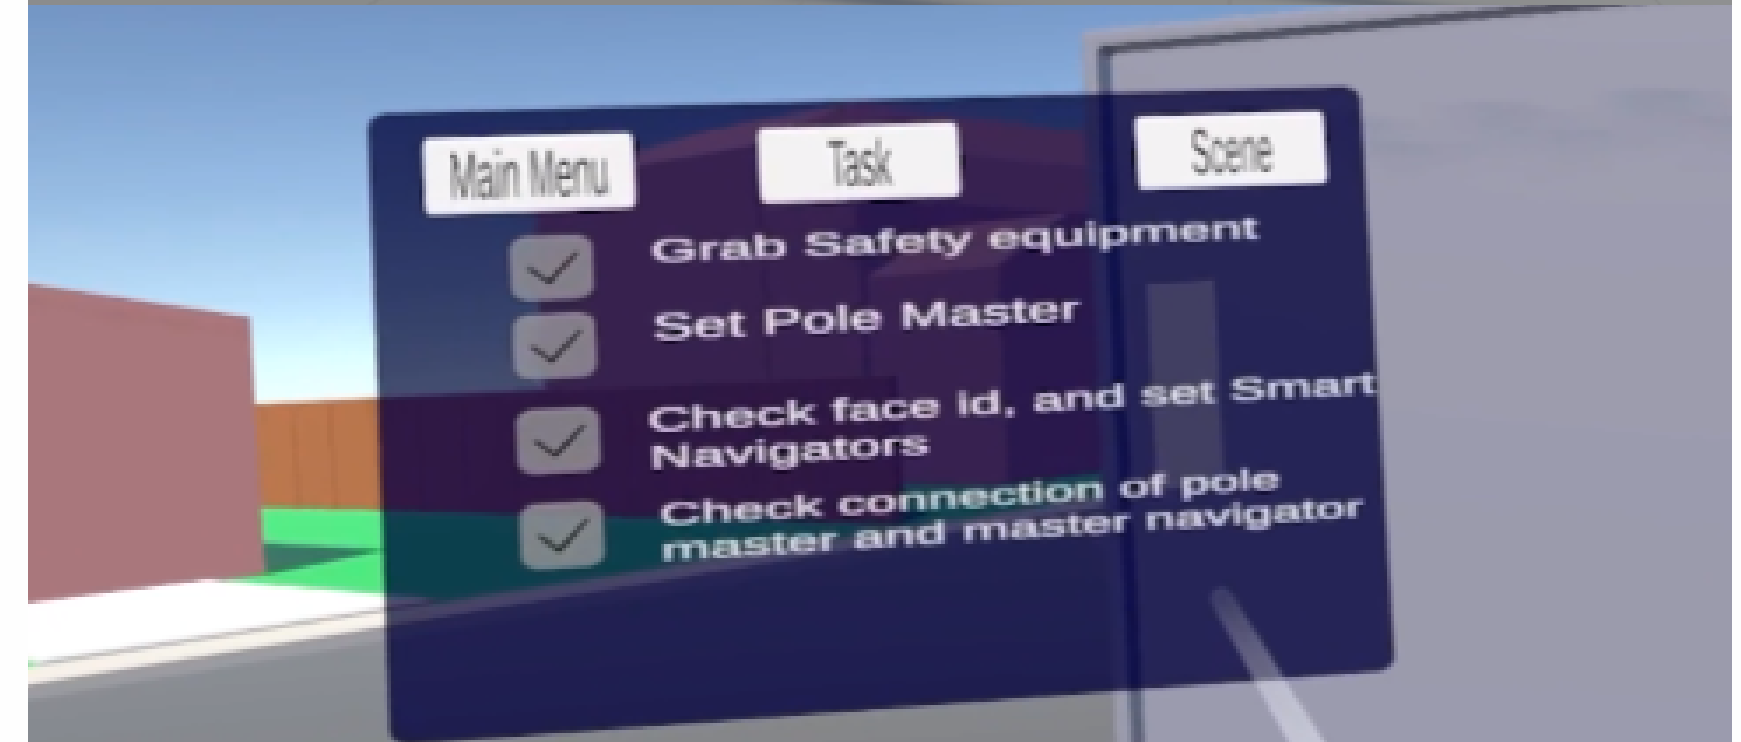 Main Menu
Task
Scene
Grab Safety equipment
Set Pole Master
Check face id, and set Smart
Navigators
Check connection of pole
master and master navigator